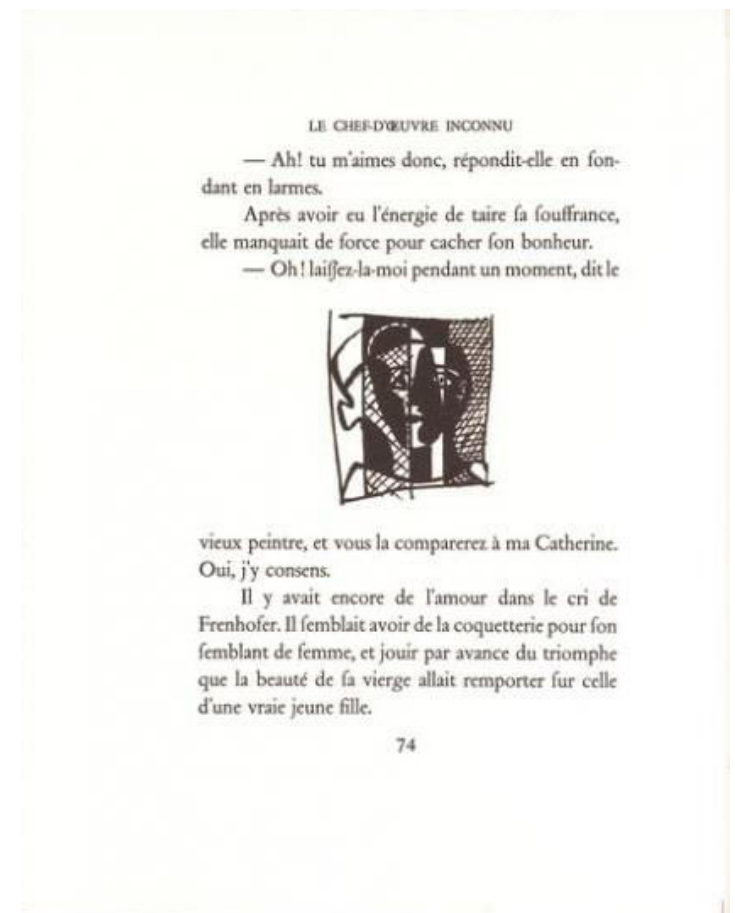 LE CHEF-D'ŒUVRE INCONNU
— Ah! tu m'aimes donc, répondit-elle en fon-
dant en larmes.
Après avoir eu l'énergie de taire ſa ſouffrance,
elle manquait de force pour cacher ſon bonheur.
— Oh! laiſſez-la-moi pendant un moment, dit le
vieux peintre, et vous la comparerez à ma Catherine.
Oui, j'y consens.
Il y avait encore de l'amour dans le cri de
Frenhofer. Il ſemblait avoir de la coquetterie pour ſon
ſemblant de femme, et jouir par avance du triomphe
que la beauté de ſa vierge allait remporter ſur celle
d'une vraie jeune fille.
74